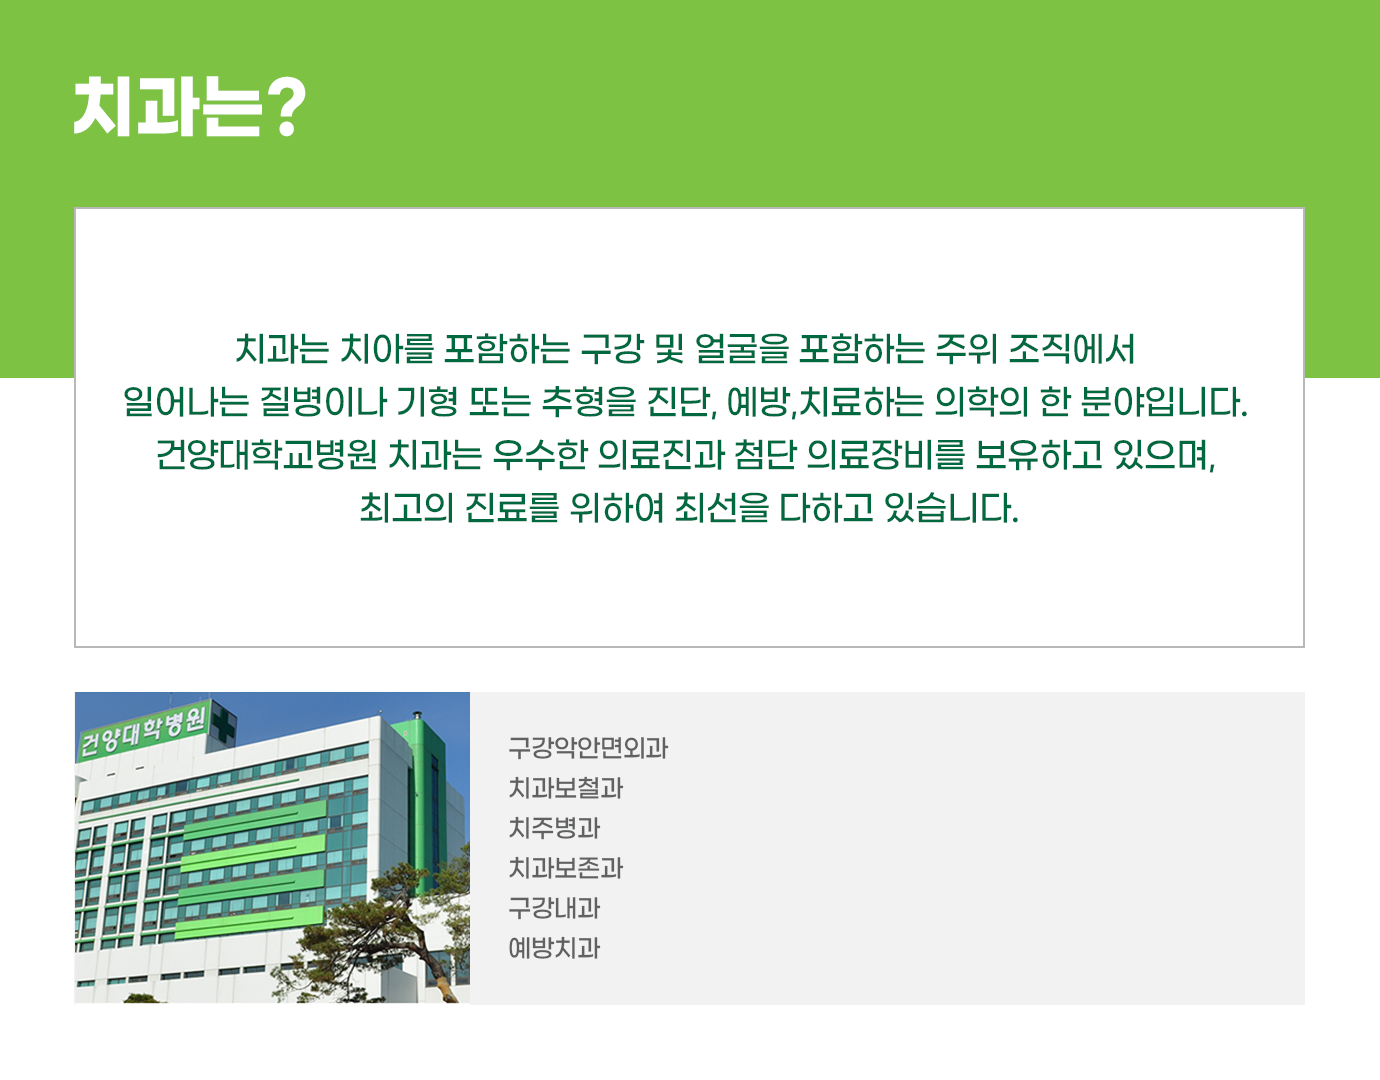 치과는?
치과는 치아를 포함하는 구강 및 얼굴을 포함하는 주위 조직에서
일어나는 질병이나 기형 또는 추형을 진단, 예방,치료하는 의학의 한 분야입니다.
건양대학교병원 치과는 우수한 의료진과 첨단 의료장비를 보유하고 있으며,
최고의 진료를 위하여 최선을 다하고 있습니다.
건양대학병원
구강악안면외과
치과보철과
치주병과
치과보존과
구강내과
예방치과